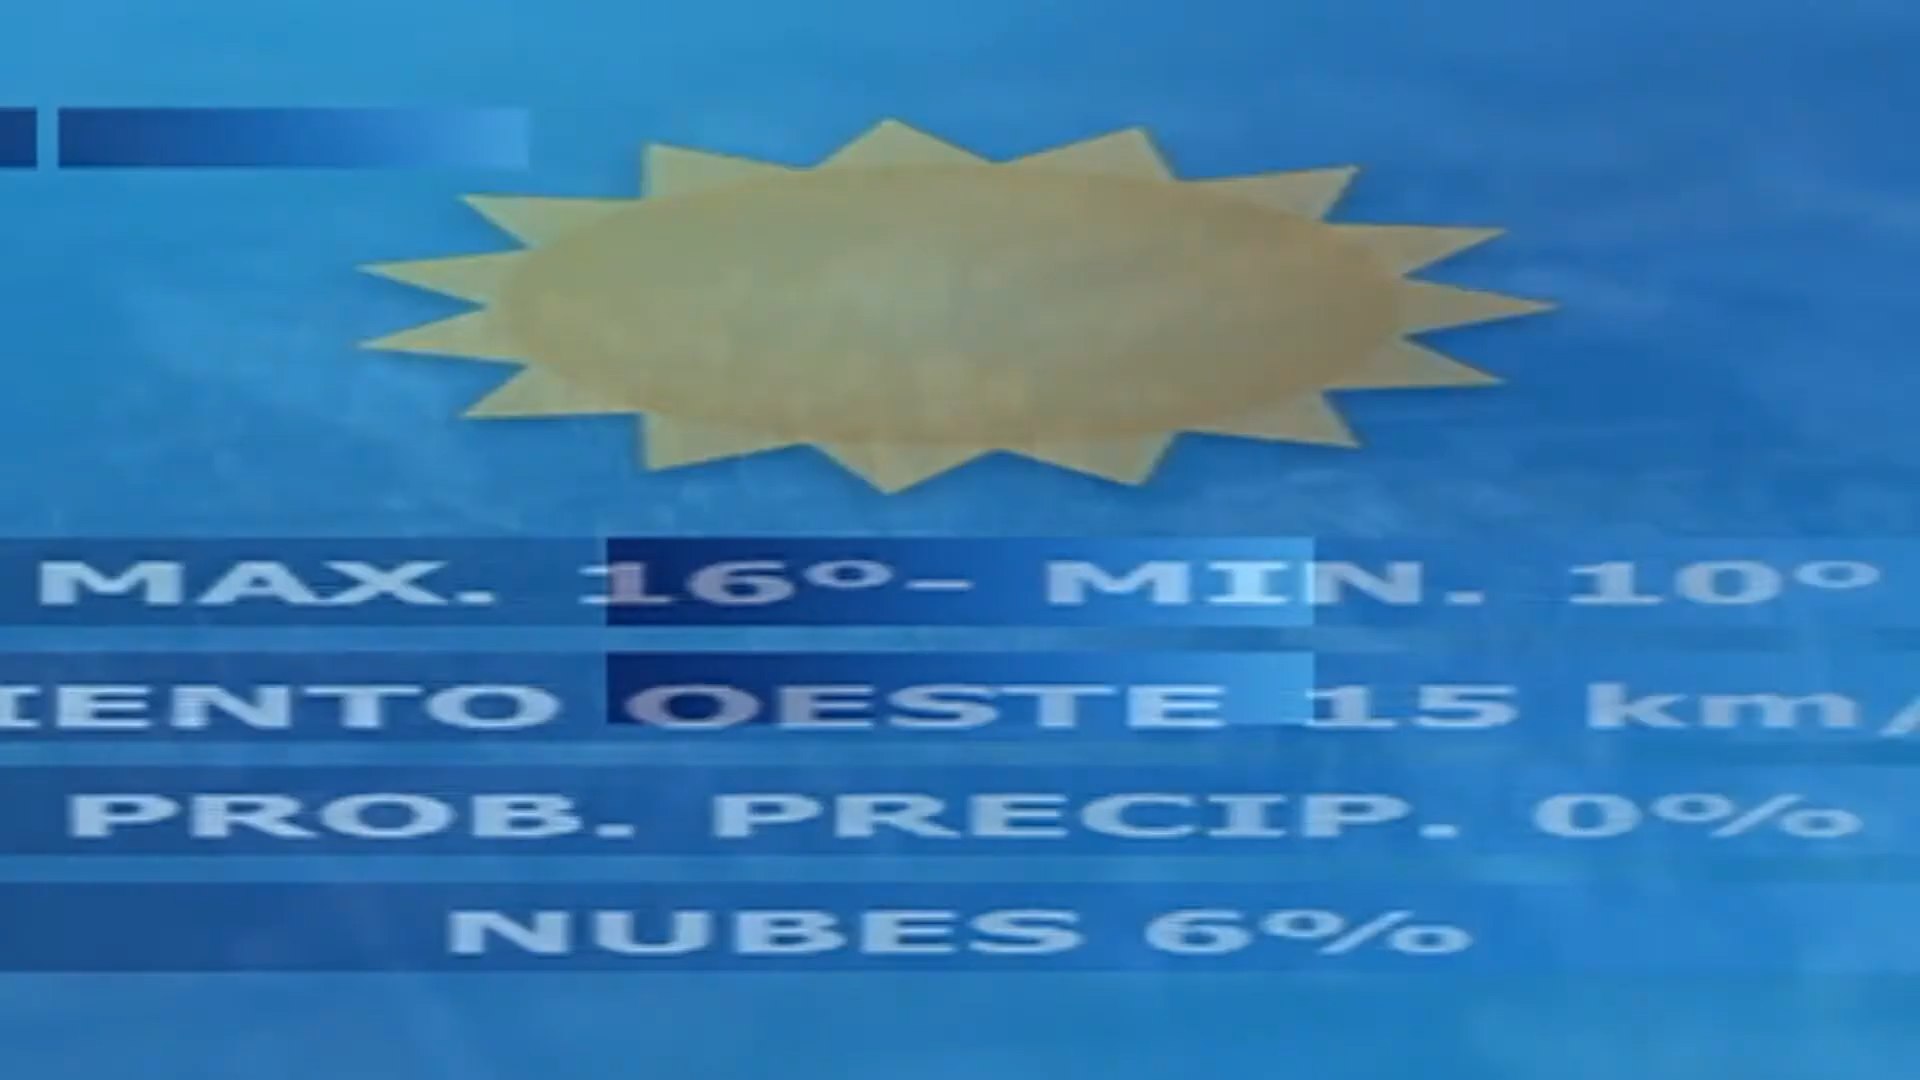 MAX. 16º- MIN. 10º
IENTO OESTE 15 km/
PROB. PRECIP. 0%
NUBES 6%